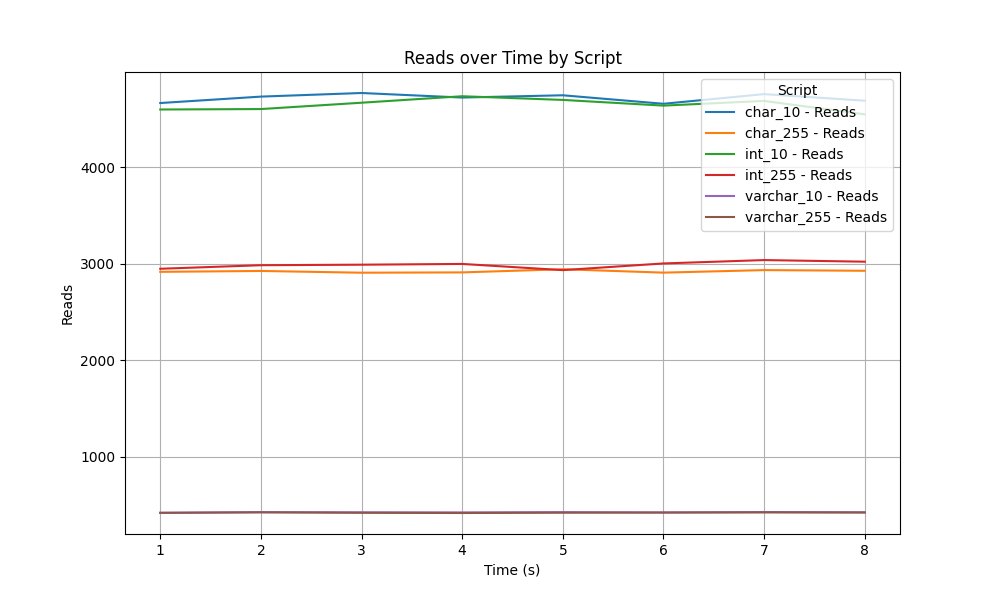 Reads over Time by Script
Script
char_10 - Reads
char_255 - Reads
int_10 - Reads
int_255 - Reads
varchar_10 - Reads
varchar_255 - Reads
4000
3000
2000
1000
Reads
1 2 3 4 5 6 7 8
Time (s)